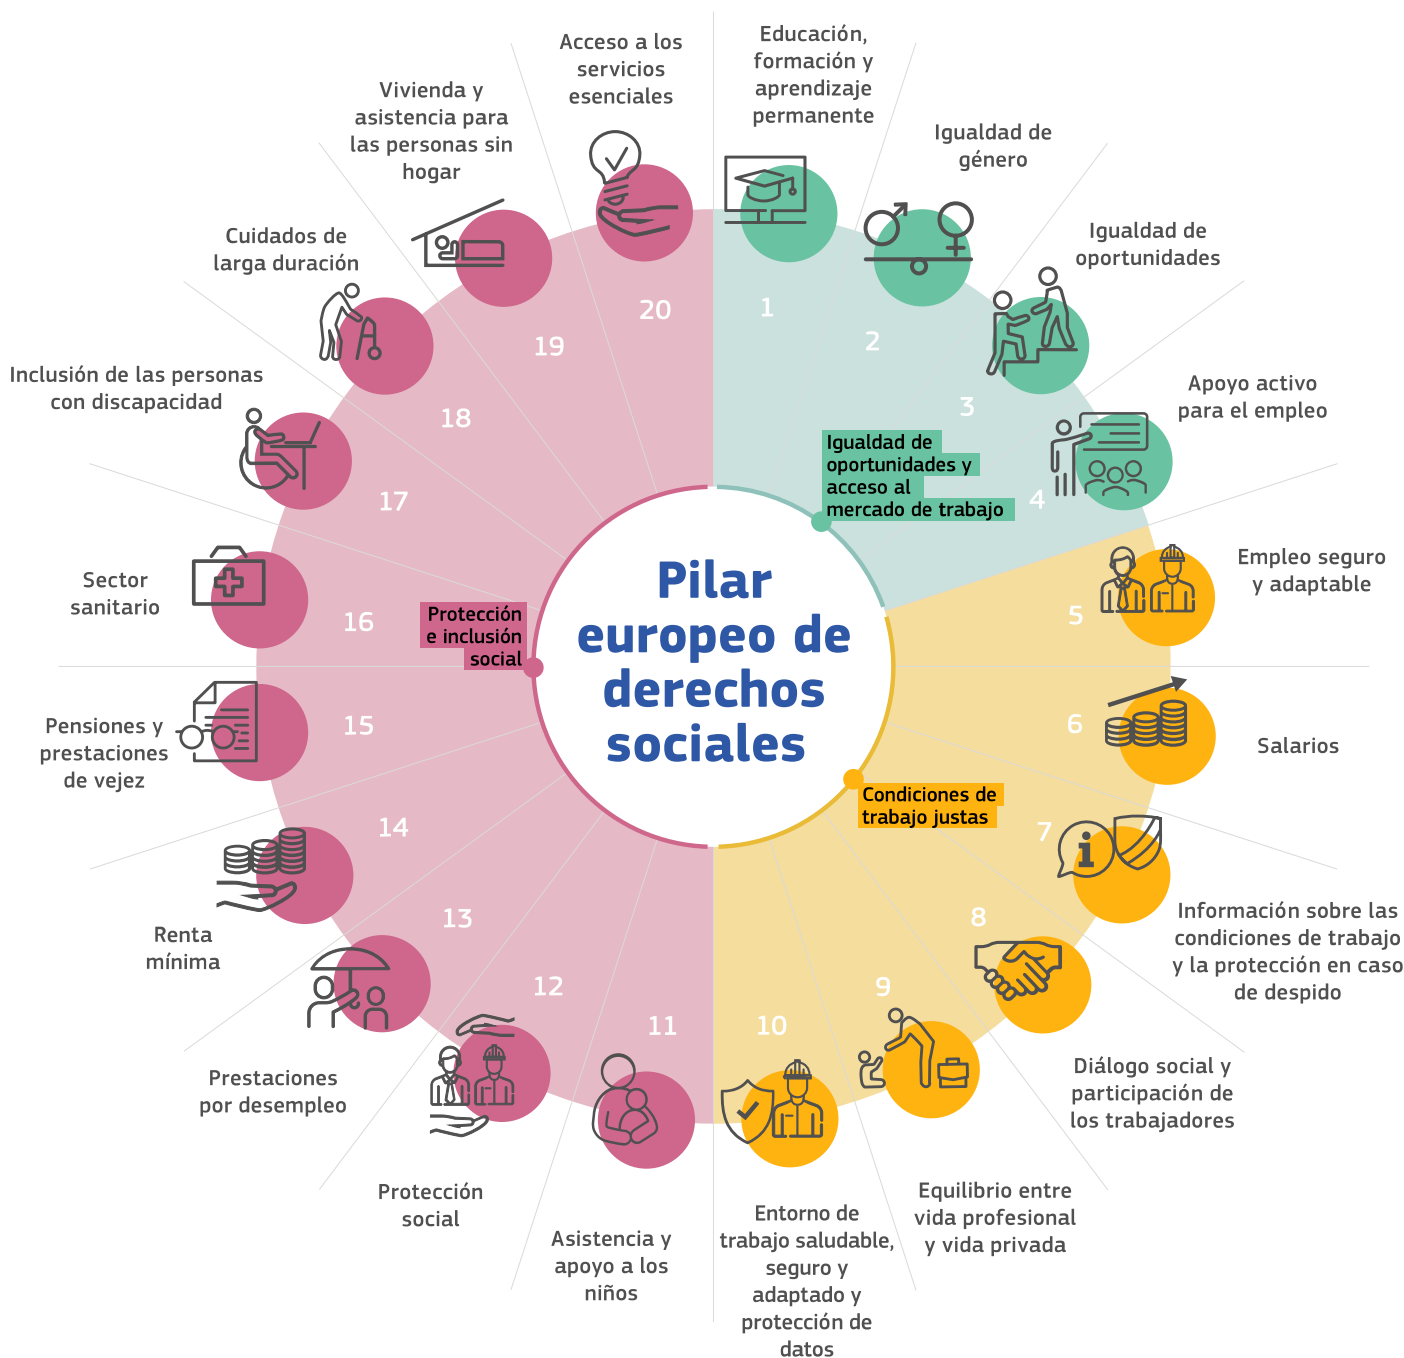 Pilar
europeo de
derechos
sociales
Igualdad de
oportunidades y
acceso al
mercado de trabajo
1
Educación,
formación y
aprendizaje
permanente
2
Igualdad de
género
3
Igualdad de
oportunidades
4
Apoyo activo
para el empleo
Condiciones de
trabajo justas
5
Empleo seguro
y adaptable
6
Salarios
7
Información sobre las
condiciones de trabajo
y la protección en caso
de despido
8
Diálogo social y
participación de
los trabajadores
9
Equilibrio entre
vida profesional
y vida privada
10
Entorno de
trabajo saludable,
seguro y
adaptado y
protección de
datos
Protección
e inclusión
social
11
Asistencia y
apoyo a los
niños
12
Protección
social
13
Prestaciones
por desempleo
14
Renta
mínima
15
Pensiones y
prestaciones
de vejez
16
Sector
sanitario
17
Inclusión de las personas
con discapacidad
18
Cuidados de
larga duración
19
Vivienda y
asistencia para
las personas sin
hogar
20
Acceso a los
servicios
esenciales